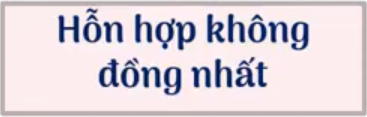 Hỗn hợp không
đồng nhất